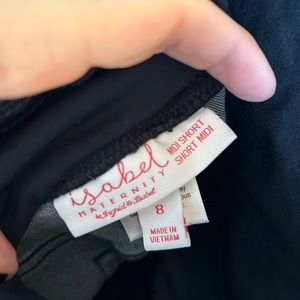 isabel
MATERNITY
by Ingrid & Isabel
MIDI SHORT
SHORT MIDI
8
MADE IN
VIETNAM